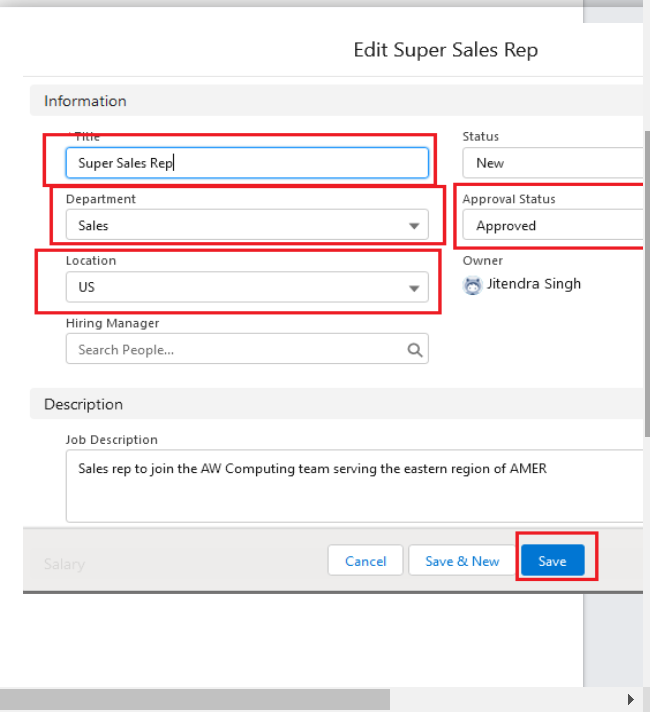 Edit Super Sales Rep
Information
*Title
Super Sales Rep
Status
New
Department
Sales
Approval Status
Approved
Location
US
Owner
Jitendra Singh
Hiring Manager
Search People...
Description
Job Description
Sales rep to join the AW Computing team serving the eastern region of AMER
Salary
Cancel
Save & New
Save